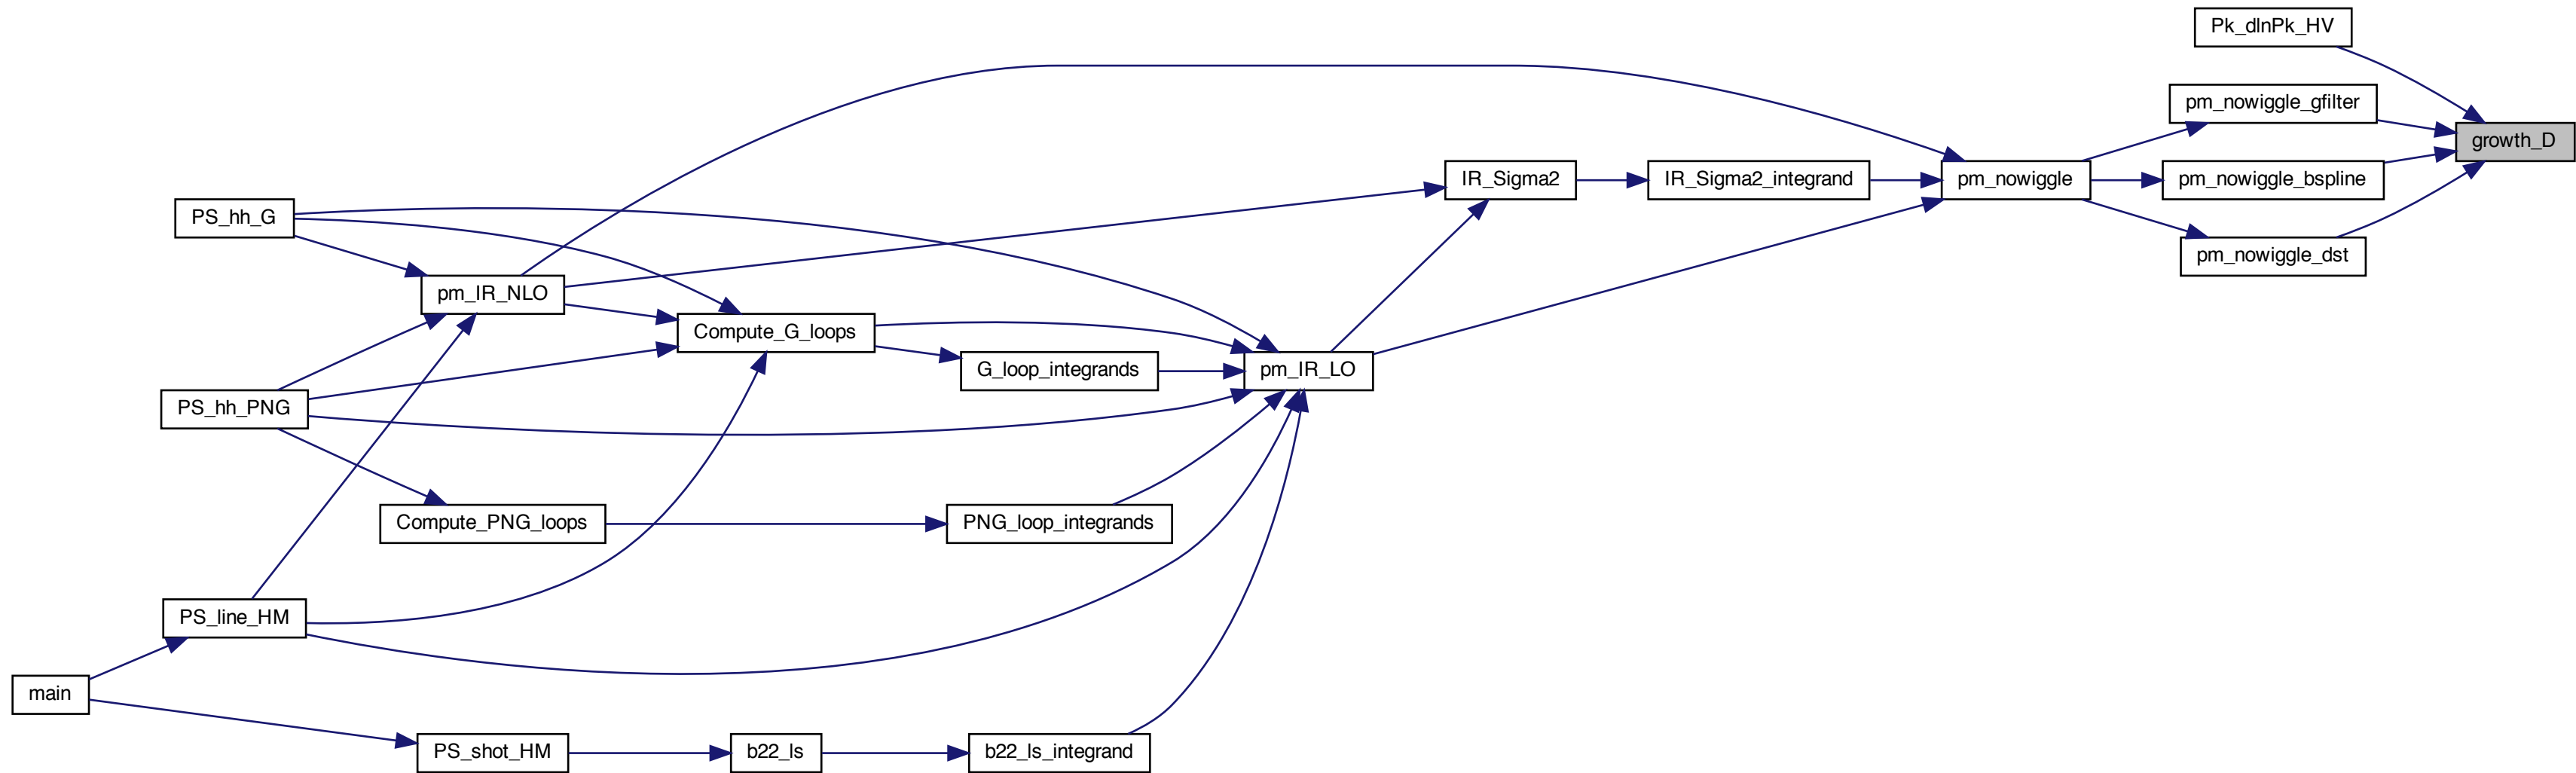 Pk_dlnPk_HV
pm_nowiggle_gfilter
growth_D
IR_Sigma2
IR_Sigma2_integrand
pm_nowiggle
pm_nowiggle_bspline
PS_hh_G
pm_nowiggle_dst
pm_IR_NLO
Compute_G_loops
G_loop_integrands
pm_IR_LO
PS_hh_PNG
Compute_PNG_loops
PNG_loop_integrands
PS_line_HM
main
PS_shot_HM
b22_ls
b22_ls_integrand